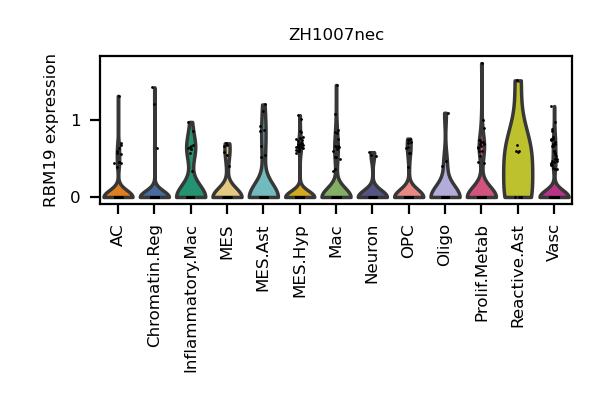 ZH1007nec
RBM19 expression
1
0
AC
Chromatin.Reg
Inflammatory.Mac
MES
MES.Ast
MES.Hyp
Mac
Neuron
OPC
Oligo
Prolif.Metab
Reactive.Ast
Vasc